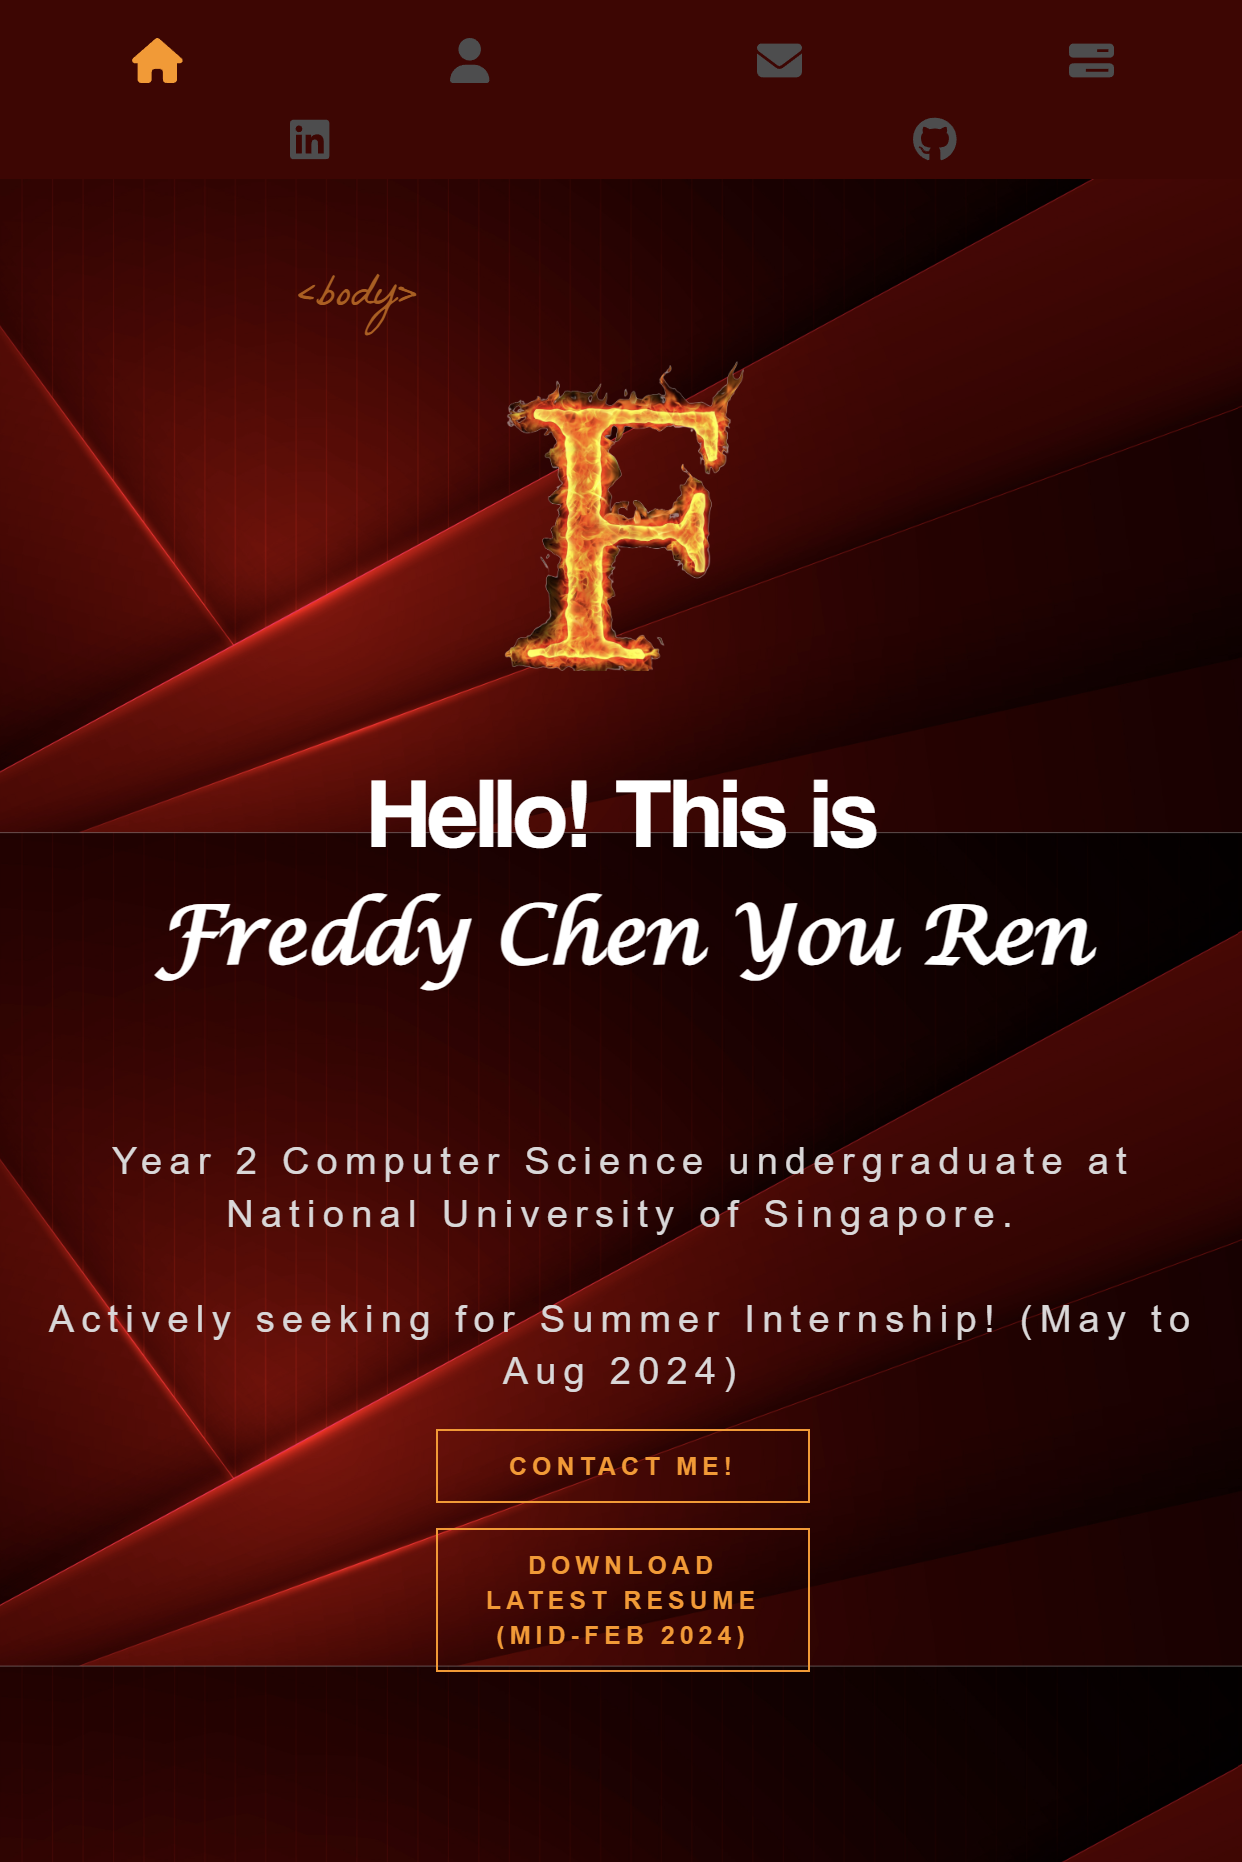 <body>
F
Hello! This is
Freddy Chen You Ren
Year 2 Computer Science undergraduate at
National University of Singapore.
Actively seeking for Summer Internship! (May to
Aug 2024)
CONTACT ME!
DOWNLOAD
LATEST RESUME
(MID-FEB 2024)